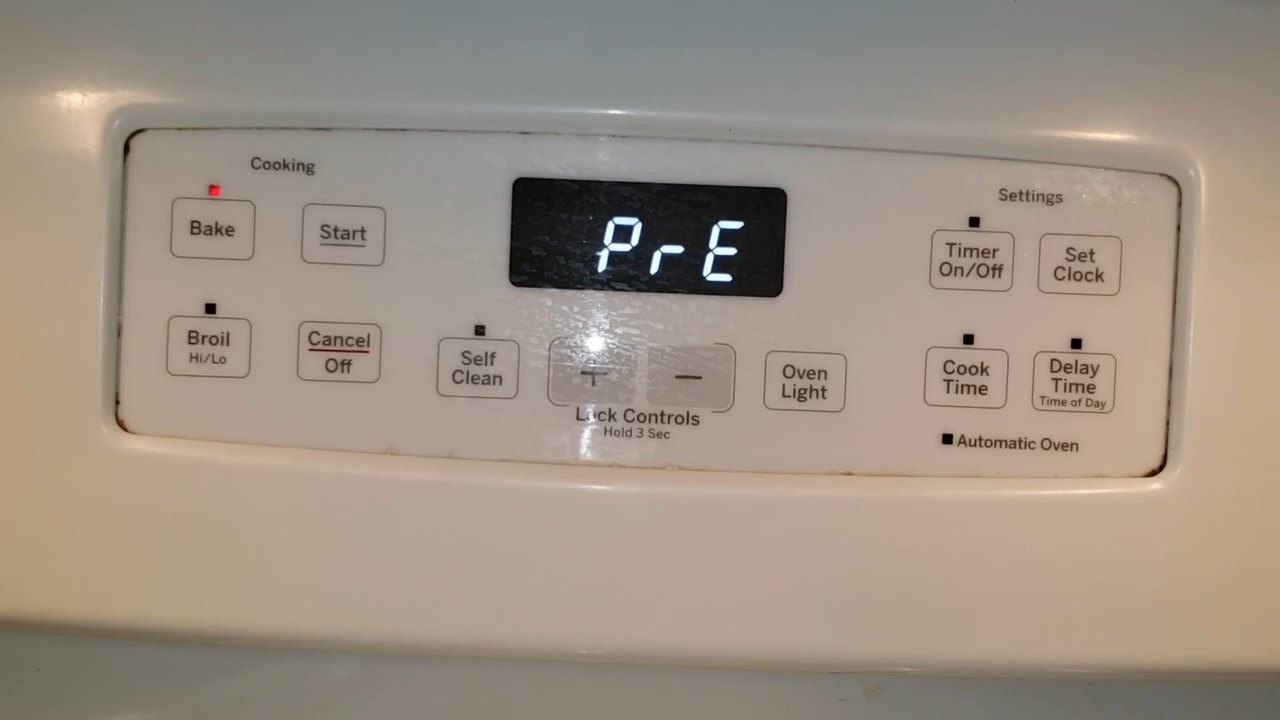 Cooking
Bake
Start
Broil
Hi/Lo
Cancel
Off
Self
Clean
PrE
+ −
Lock Controls
Hold 3 Sec
Oven
Light
Settings
Timer
On/Off
Set
Clock
Cook
Time
Delay
Time
Time of Day
Automatic Oven